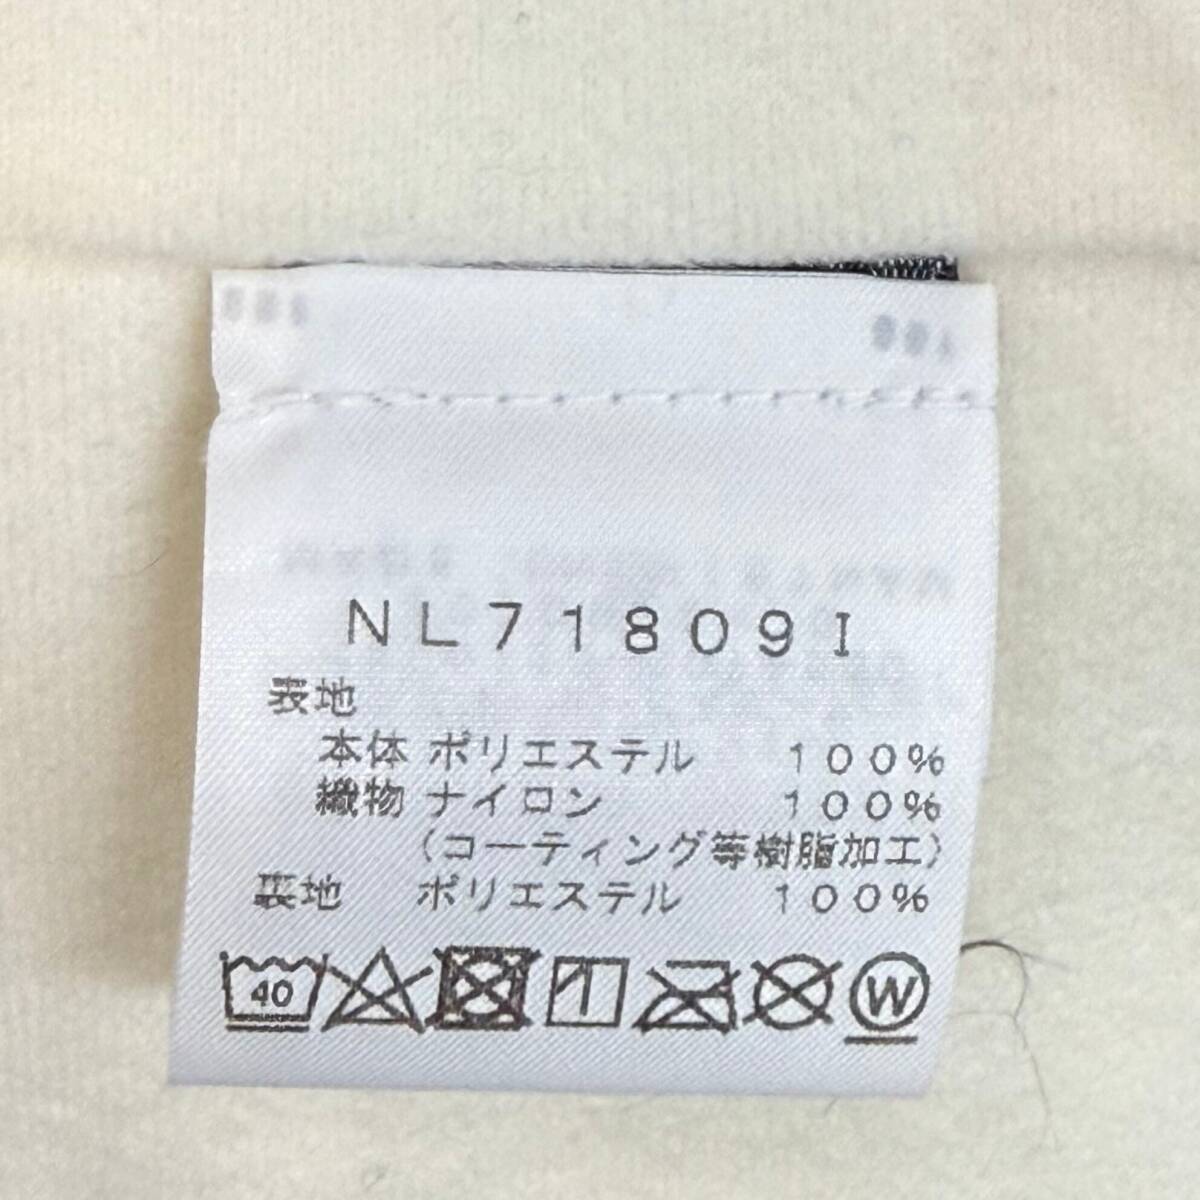 NL71809I
表地
本体 ポリエステル 100%
織物 ナイロン 100%
(コーティング等樹脂加工)
裏地 ポリエステル 100%
40
W